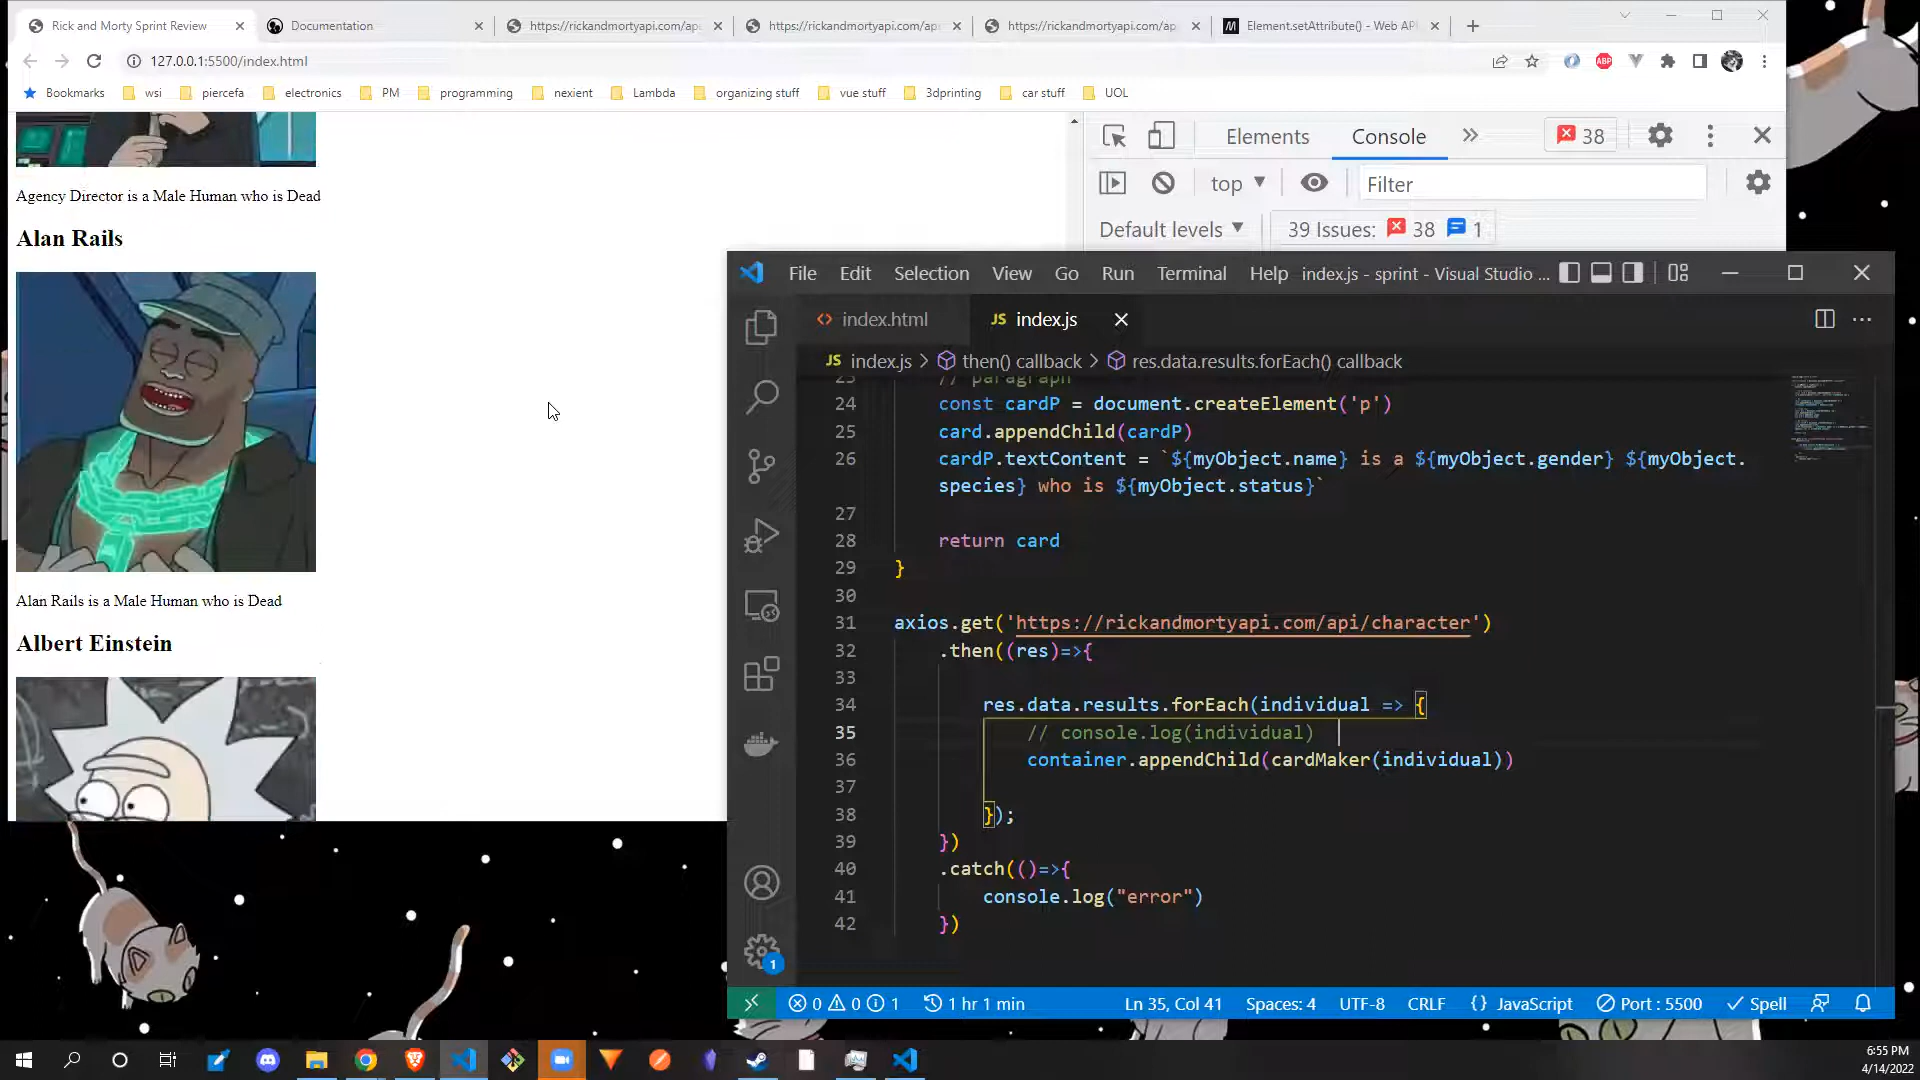 Rick and Morty Sprint Review
Documentation
https://rickandmortyapi.com/ap
https://rickandmortyapi.com/ap
https://rickandmortyapi.com/ap
Element.setAttribute() - Web AP
127.0.0.1:5500/index.html
ABP
Bookmarks
wsi
piercefa
electronics
PM
programming
nexient
Lambda
organizing stuff
vue stuff
3dprinting
car stuff
UOL
Agency Director is a Male Human who is Dead
Alan Rails
Alan Rails is a Male Human who is Dead
Albert Einstein
Elements
Console
38
top
Filter
Default levels
39 Issues: 38 1
File Edit Selection View Go Run Terminal Help index.js - sprint - Visual Studio ...
index.html
JS index.js
JS index.js > then() callback > res.data.results.forEach() callback
23 // paragraph
24 const cardP = document.createElement('p')
25 card.appendChild(cardP)
26 cardP.textContent = `${myObject.name} is a ${myObject.gender} ${myObject.
species} who is ${myObject.status}`
27
28 return card
29 }
30
31 axios.get('https://rickandmortyapi.com/api/character')
32 .then((res)=>{
33
34 res.data.results.forEach(individual => {
35 // console.log(individual)
36 container.appendChild(cardMaker(individual))
37
38 });
39 })
40 .catch(()=>{
41 console.log("error")
42 })
1
0 0 1 1 hr 1 min Ln 35, Col 41 Spaces: 4 UTF-8 CRLF {} JavaScript Port : 5500 Spell
6:55 PM
4/14/2022